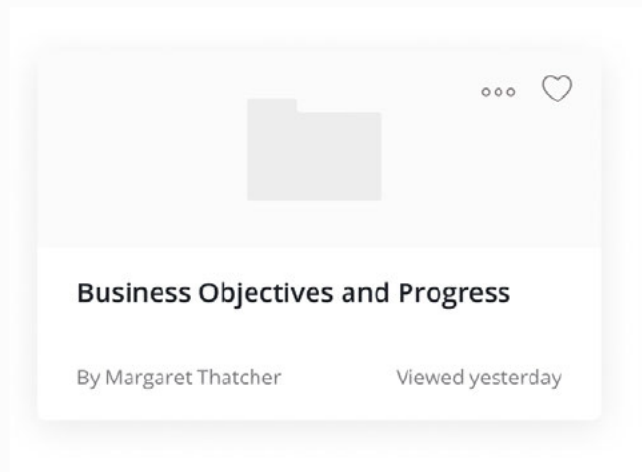 Business Objectives and Progress
By Margaret Thatcher
Viewed yesterday